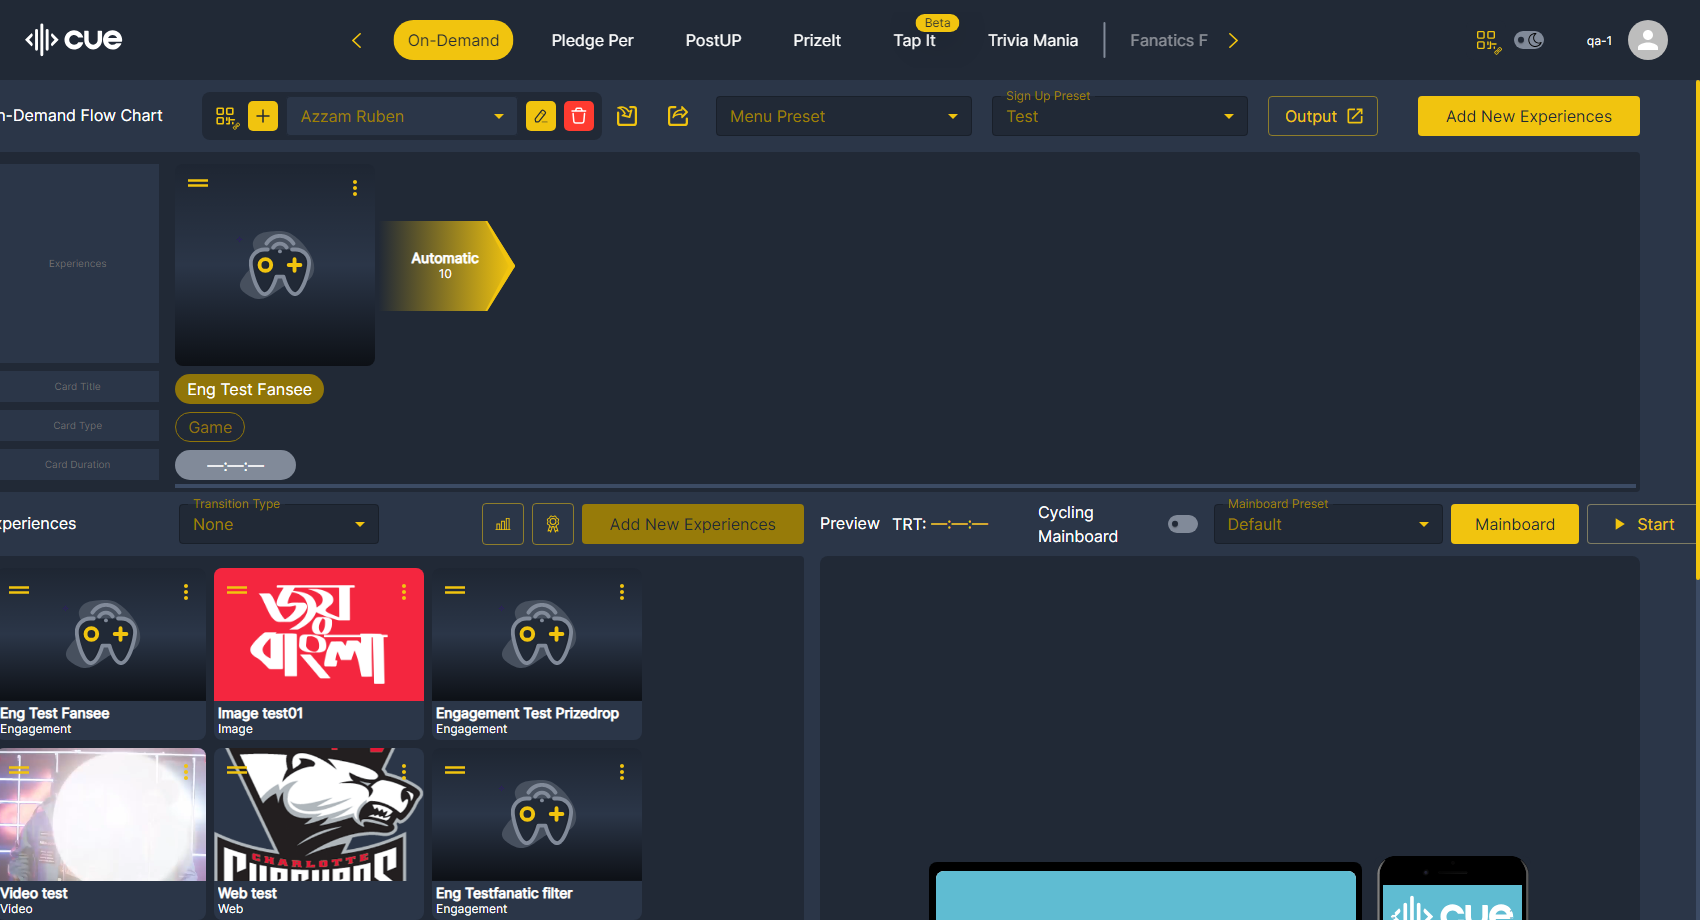 cue
On-Demand
Pledge Per
PostUP
PrizeIt
Beta
Tap It
Trivia Mania
Fanatics F
qa-1
n-Demand Flow Chart
Azzam Ruben
Menu Preset
Sign Up Preset
Test
Output
Add New Experiences
Experiences
Automatic
10
Card Title
Eng Test Fansee
Card Type
Game
Card Duration
—:—:—
xperiences
Transition Type
None
Add New Experiences
Preview
TRT: —:—:—
Cycling
Mainboard
Mainboard Preset
Default
Mainboard
Start
জয়
বাংলা
Eng Test Fansee
Engagement
Image test01
Image
Engagement Test Prizedrop
Engagement
CHARLOTTE
Video test
Video
Web test
Web
Eng Testfanatic filter
Engagement
cue